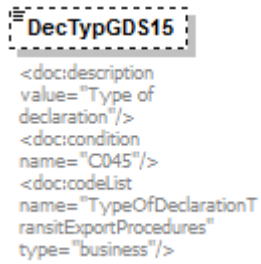 DecTypGDS15
<doc:description
value="Type of
declaration"/>
<doc:condition
name="C045"/>
<doc:codeList
name="TypeOfDeclarationT
ransitExportProcedures"
type="business"/>